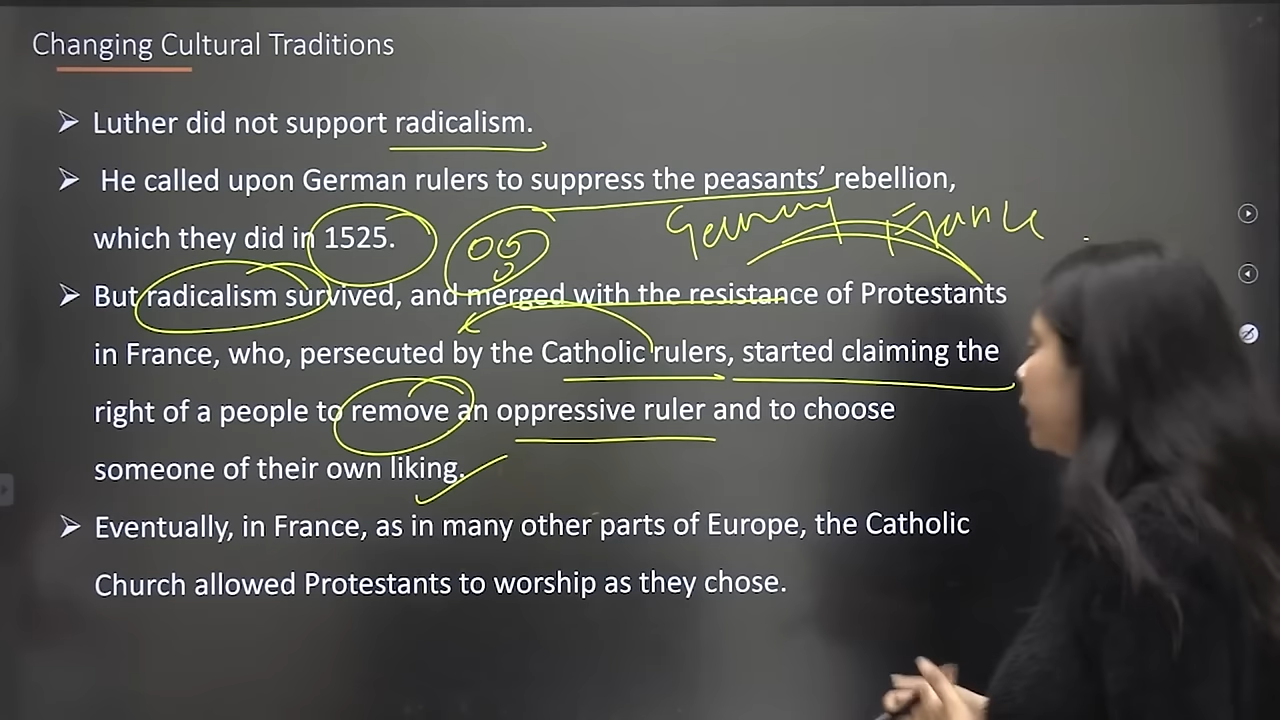 Changing Cultural Traditions
➢ Luther did not support radicalism.
➢ He called upon German rulers to suppress the peasants' rebellion,
Germany France
which they did in 1525.
➢ But radicalism survived, and merged with the resistance of Protestants
in France, who, persecuted by the Catholic rulers, started claiming the
right of a people to remove an oppressive ruler and to choose
someone of their own liking.
➢ Eventually, in France, as in many other parts of Europe, the Catholic
Church allowed Protestants to worship as they chose.